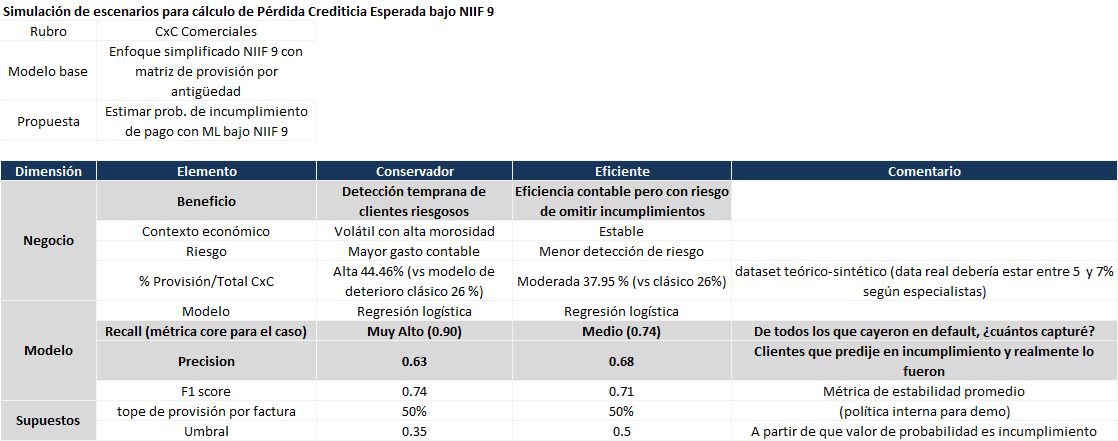 Simulación de escenarios para cálculo de Pérdida Crediticia Esperada bajo NIIF 9
Rubro CxC Comerciales
Modelo base Enfoque simplificado NIIF 9 con
matriz de provisión por
antigüedad
Propuesta Estimar prob. de incumplimiento
de pago con ML bajo NIIF 9
Dimensión Elemento Conservador Eficiente Comentario
Negocio
Beneficio
Detección temprana de
clientes riesgosos
Eficiencia contable pero con riesgo
de omitir incumplimientos
Contexto económico Volátil con alta morosidad Estable
Riesgo Mayor gasto contable Menor detección de riesgo
% Provisión/Total CxC
Alta 44.46% (vs modelo de
deterioro clásico 26 %)
Moderada 37.95 % (vs clásico 26%)
dataset teórico-sintético (data real debería estar entre 5 y 7%
según especialistas)
Modelo
Modelo Regresión logística Regresión logística
Recall (métrica core para el caso) Muy Alto (0.90) Medio (0.74) De todos los que cayeron en default, ¿cuántos capturé?
Precision 0.63 0.68
Clientes que predije en incumplimiento y realmente lo
fueron
F1 score 0.74 0.71 Métrica de estabilidad promedio
Supuestos
tope de provisión por factura 50% 50% (política interna para demo)
Umbral 0.35 0.5 A partir de que valor de probabilidad es incumplimiento